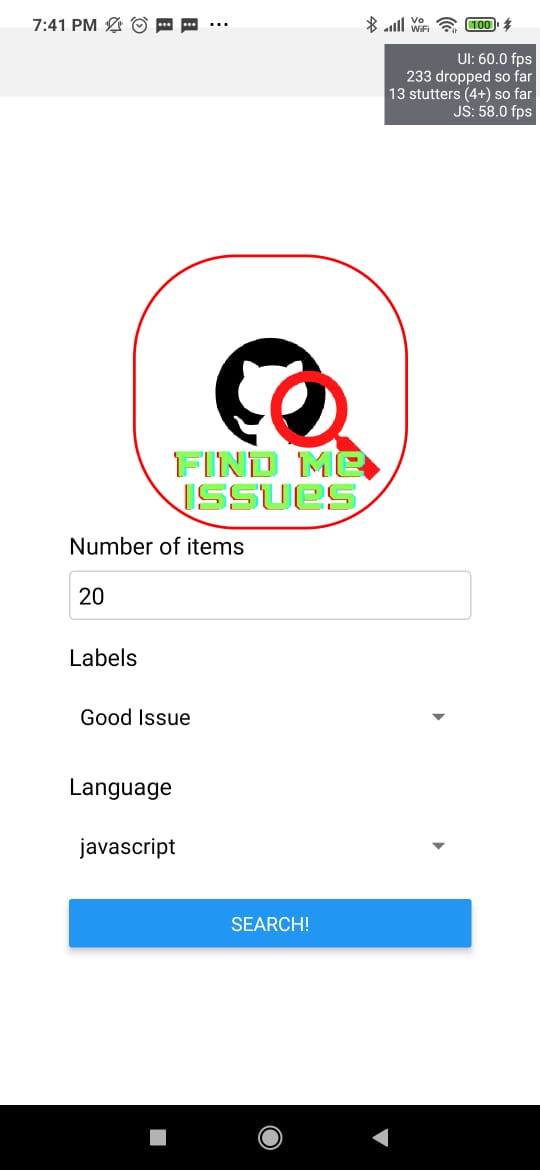 7:41 PM
Vo
WiFi
100
UI: 60.0 fps
233 dropped so far
13 stutters (4+) so far
JS: 58.0 fps
FIND Me
ISSUeS
Number of items
20
Labels
Good Issue
Language
javascript
SEARCH!